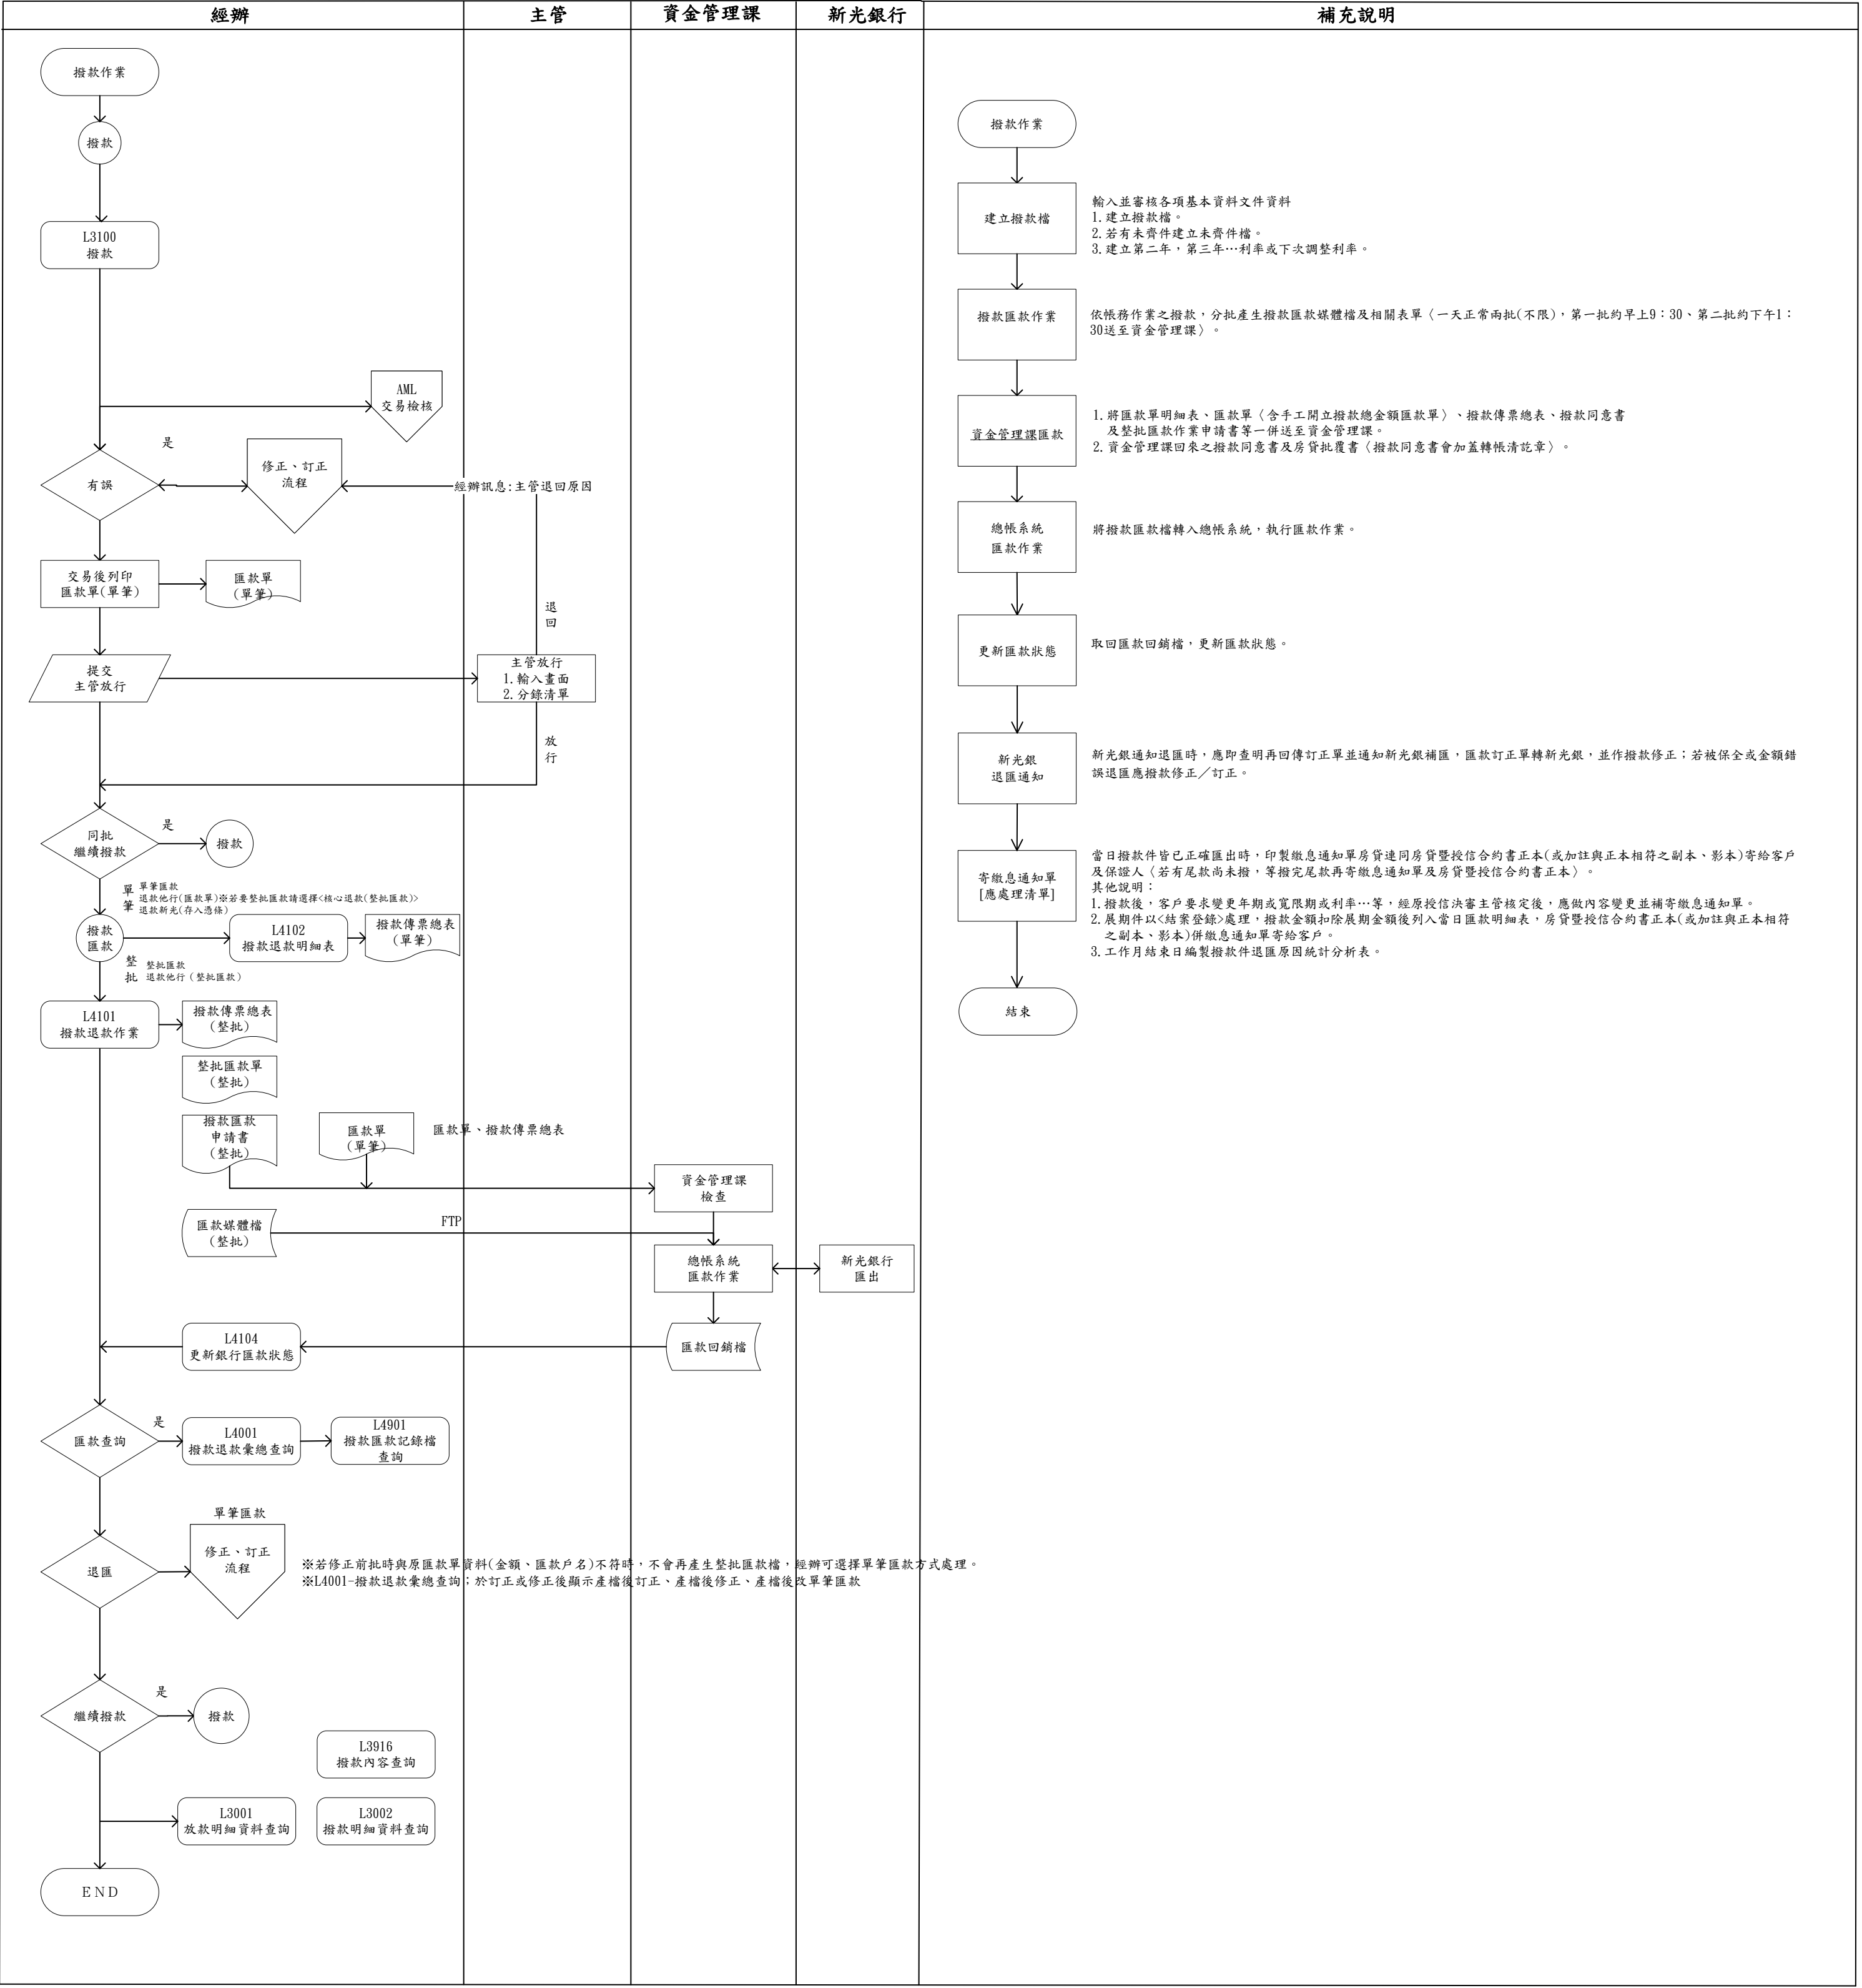 經辦
主管
資金管理課
新光銀行
補充說明
撥款作業
撥款
L3100
撥款
AML
交易檢核
是
有誤
修正、訂正
流程
經辦訊息:主管退回原因
交易後列印
匯款單(單筆)
匯款單
(單筆)
退
回
提交
主管放行
主管放行
1.輸入畫面
2.分錄清單
放
行
同批
繼續撥款
是
撥款
單
筆
單筆匯款
退款他行(匯款單)※若要整批匯款請選擇<核心退款(整批匯款)>
退款新光(存入憑條)
撥款
匯款
L4102
撥款退款明細表
撥款傳票總表
(單筆)
整
批
整批匯款
退款他行(整批匯款)
L4101
撥款退款作業
撥款傳票總表
(整批)
整批匯款單
(整批)
撥款匯款
申請書
(整批)
匯款單
(單筆)
匯款單、撥款傳票總表
資金管理課
檢查
匯款媒體檔
(整批)
FTP
總帳系統
匯款作業
新光銀行
匯出
L4104
更新銀行匯款狀態
匯款回銷檔
匯款查詢
是
L4001
撥款退款彙總查詢
L4901
撥款匯款記錄檔
查詢
單筆匯款
退匯
修正、訂正
流程
※若修正前批時與原匯款單資料(金額、匯款戶名)不符時，不會再產生整批匯款檔，經辦可選擇單筆匯款方式處理。
※L4001-撥款退款彙總查詢；於訂正或修正後顯示產檔後訂正、產檔後修正、產檔後改單筆匯款
繼續撥款
是
撥款
L3916
撥款內容查詢
L3001
放款明細資料查詢
L3002
撥款明細資料查詢
ＥＮＤ
撥款作業
建立撥款檔
輸入並審核各項基本資料文件資料
1.建立撥款檔。
2.若有未齊件建立未齊件檔。
3.建立第二年，第三年…利率或下次調整利率。
撥款匯款作業
依帳務作業之撥款，分批產生撥款匯款媒體檔及相關表單〈一天正常兩批(不限)，第一批約早上9：30、第二批約下午1：
30送至資金管理課〉。
資金管理課匯款
1.將匯款單明細表、匯款單〈含手工開立撥款總金額匯款單〉、撥款傳票總表、撥款同意書
及整批匯款作業申請書等一併送至資金管理課。
2.資金管理課回來之撥款同意書及房貸批覆書〈撥款同意書會加蓋轉帳清訖章〉。
總帳系統
匯款作業
將撥款匯款檔轉入總帳系統，執行匯款作業。
更新匯款狀態
取回匯款回銷檔，更新匯款狀態。
新光銀
退匯通知
新光銀通知退匯時，應即查明再回傳訂正單並通知新光銀補匯，匯款訂正單轉新光銀，並作撥款修正；若被保全或金額錯
誤退匯應撥款修正／訂正。
寄繳息通知單
[應處理清單]
當日撥款件皆已正確匯出時，印製繳息通知單房貸連同房貸暨授信合約書正本(或加註與正本相符之副本、影本)寄給客戶
及保證人〈若有尾款尚未撥，等撥完尾款再寄繳息通知單及房貸暨授信合約書正本〉。
其他說明：
1.撥款後，客戶要求變更年期或寬限期或利率…等，經原授信決審主管核定後，應做內容變更並補寄繳息通知單。
2.展期件以<結案登錄>處理，撥款金額扣除展期金額後列入當日匯款明細表，房貸暨授信合約書正本(或加註與正本相符
之副本、影本)併繳息通知單寄給客戶。
3.工作月結束日編製撥款件退匯原因統計分析表。
結束